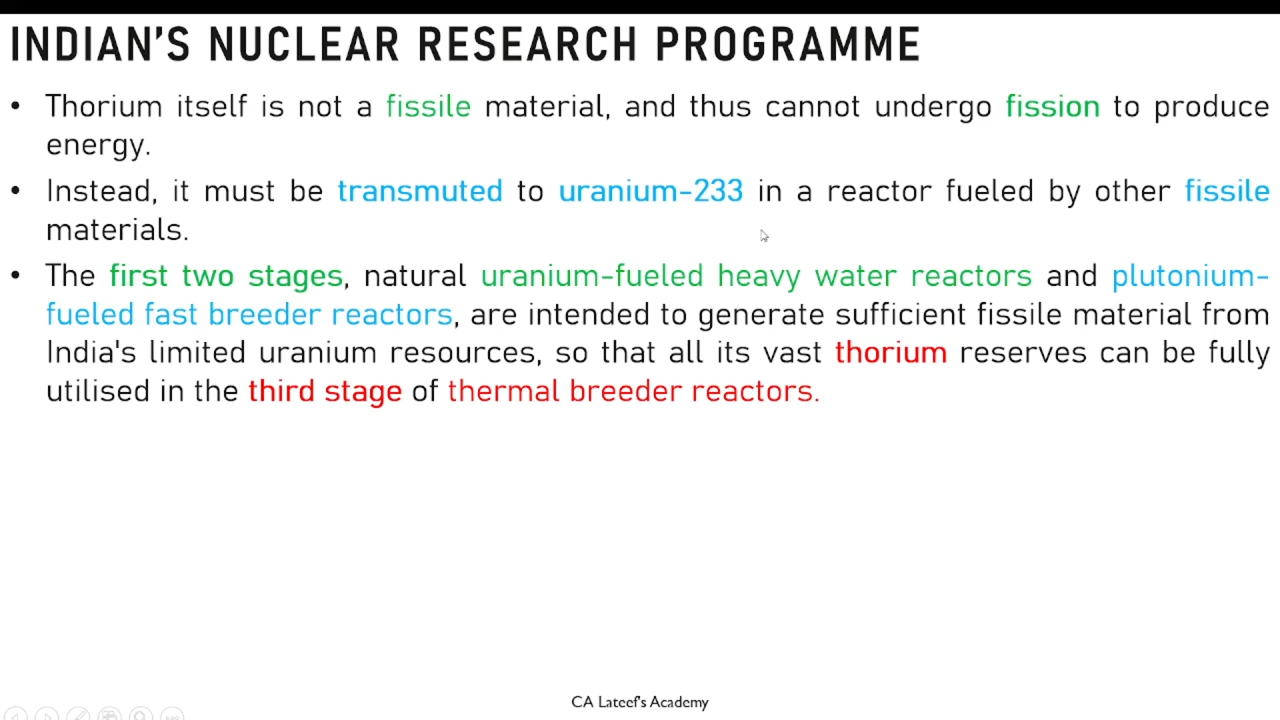 INDIAN'S NUCLEAR RESEARCH PROGRAMME
• Thorium itself is not a fissile material, and thus cannot undergo fission to produce
energy.
• Instead, it must be transmuted to uranium-233 in a reactor fueled by other fissile
materials.
• The first two stages, natural uranium-fueled heavy water reactors and plutonium-
fueled fast breeder reactors, are intended to generate sufficient fissile material from
India's limited uranium resources, so that all its vast thorium reserves can be fully
utilised in the third stage of thermal breeder reactors.
CA Lateef's Academy